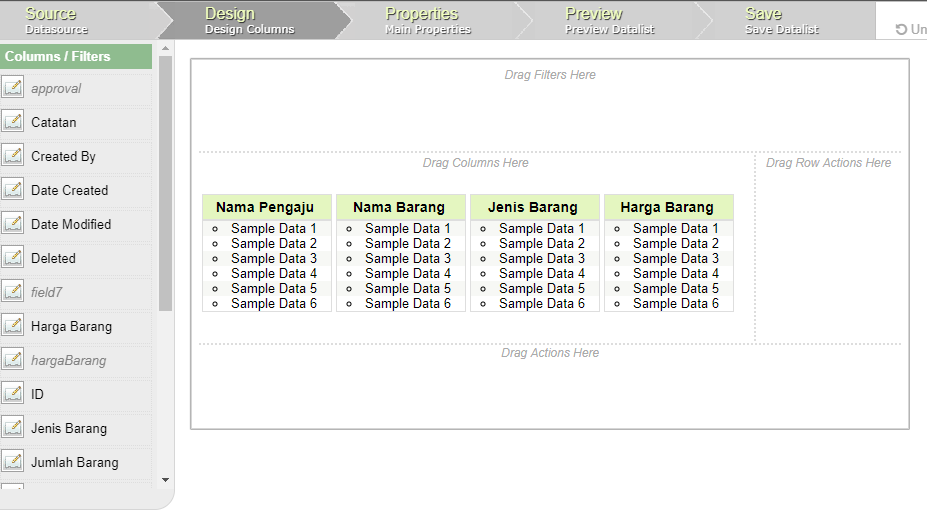 Source
Datasource
Design
Design Columns
Properties
Main Properties
Preview
Preview Datalist
Save
Save Datalist
Columns / Filters
approval
Catatan
Created By
Date Created
Date Modified
Deleted
field7
Harga Barang
hargaBarang
ID
Jenis Barang
Jumlah Barang
Drag Filters Here
Drag Columns Here
Drag Row Actions Here
Nama Pengaju
Sample Data 1
Sample Data 2
Sample Data 3
Sample Data 4
Sample Data 5
Sample Data 6
Nama Barang
Sample Data 1
Sample Data 2
Sample Data 3
Sample Data 4
Sample Data 5
Sample Data 6
Jenis Barang
Sample Data 1
Sample Data 2
Sample Data 3
Sample Data 4
Sample Data 5
Sample Data 6
Harga Barang
Sample Data 1
Sample Data 2
Sample Data 3
Sample Data 4
Sample Data 5
Sample Data 6
Drag Actions Here